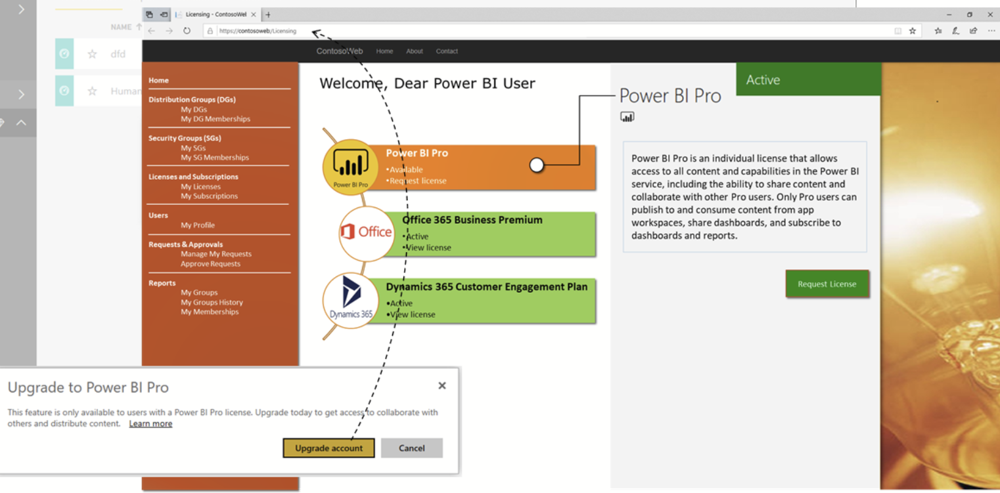 Licensing - ContosoWel
https://contosoweb/Licensing
NAME
dfd
Human
ContosoWeb Home About Contact
Home
Distribution Groups (DGs)
My DGs
My DG Memberships
Security Groups (SGs)
My SGs
My SG Memberships
Licenses and Subscriptions
My Licenses
My Subscriptions
Users
My Profile
Requests & Approvals
Manage My Requests
Approve Requests
Reports
My Groups
My Groups History
My Memberships
Welcome, Dear Power BI User
Power BI Pro
Power BI Pro
•Available
•Request license
Office
Office 365 Business Premium
•Active
•View license
Dynamics 365
Dynamics 365 Customer Engagement Plan
•Active
•View license
Active
Power BI Pro
Power BI Pro is an individual license that allows
access to all content and capabilities in the Power BI
service, including the ability to share content and
collaborate with other Pro users. Only Pro users can
publish to and consume content from app
workspaces, share dashboards, and subscribe to
dashboards and reports.
Request License
Upgrade to Power BI Pro
This feature is only available to users with a Power BI Pro license. Upgrade today to get access to collaborate with
others and distribute content. Learn more
Upgrade account Cancel